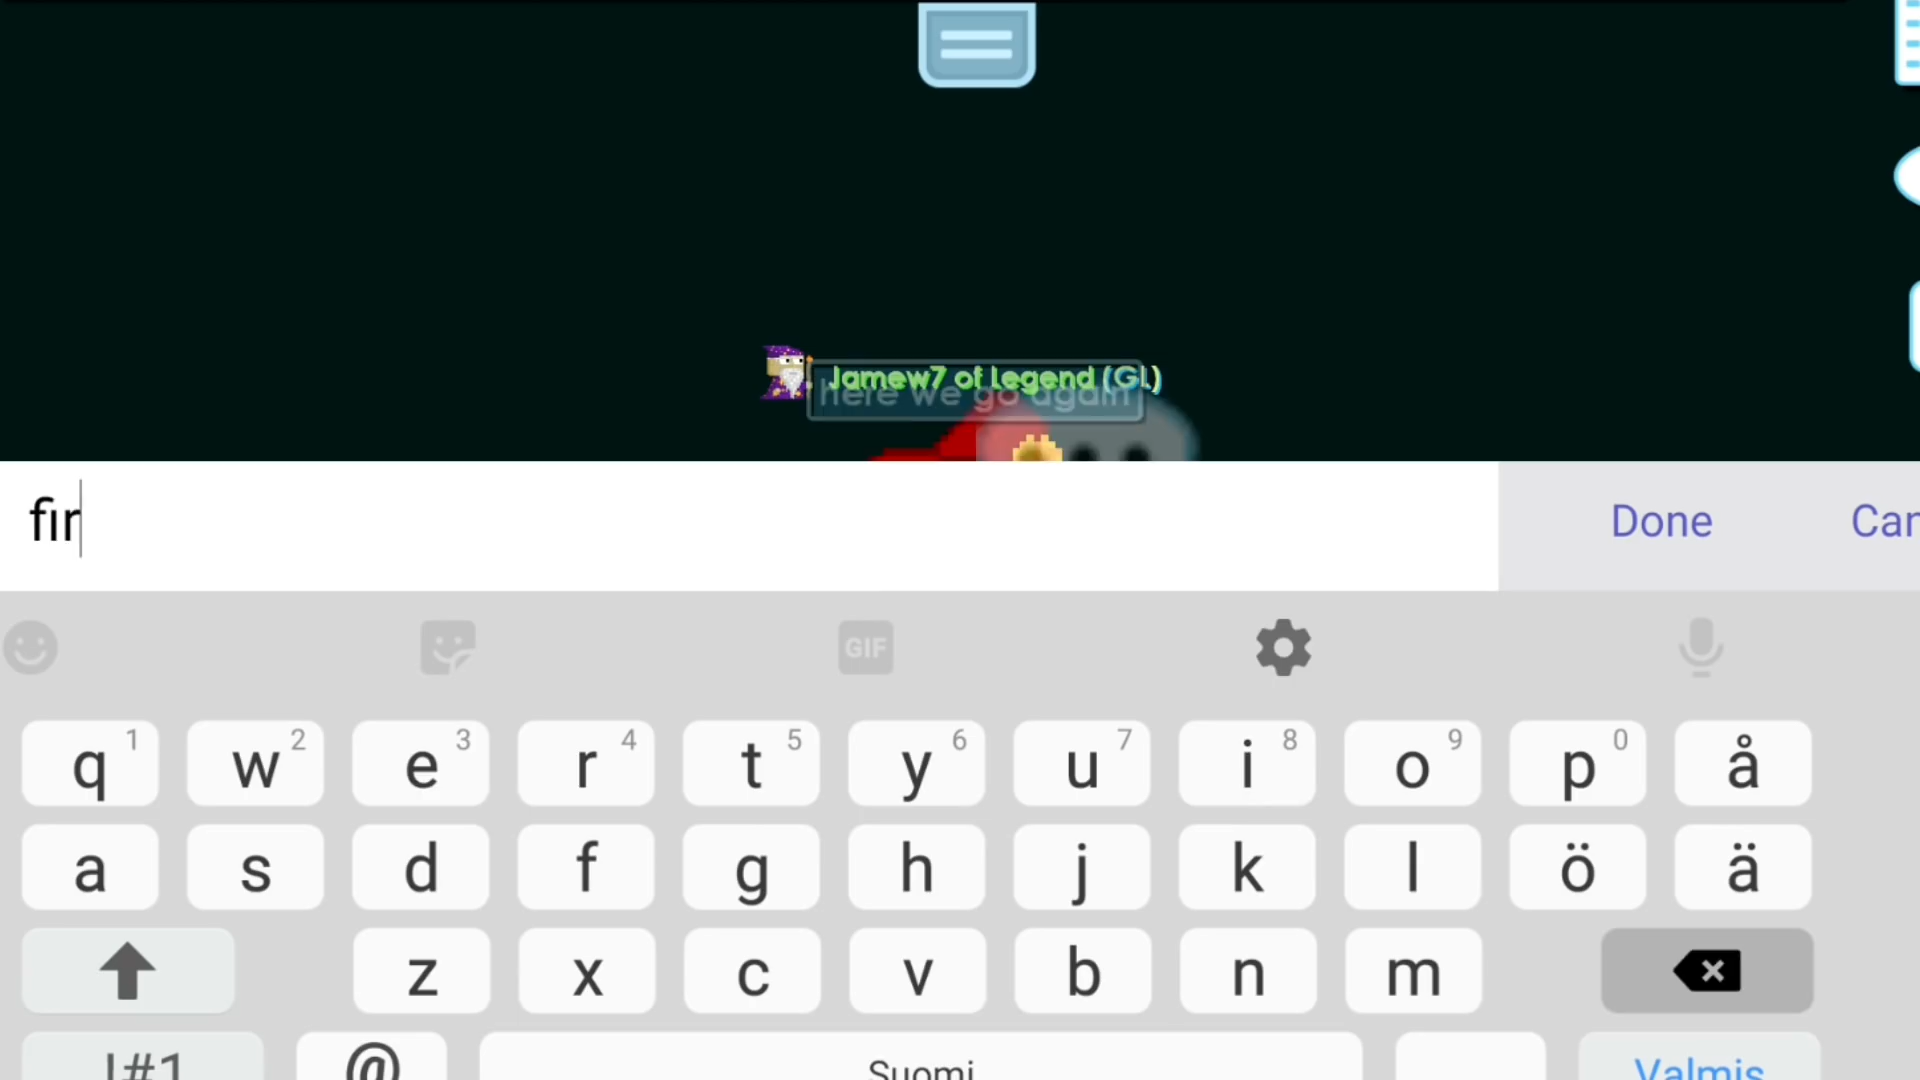 Jamew7 of Legend (GL)
here we go again
fir
Done
GIF
q 1 w 2 e 3 r 4 t 5 y 6 u 7 i 8 o 9 p 0 å
a s d f g h j k l ö ä
z x c v b n m
!#1 @ Suomi Valmis